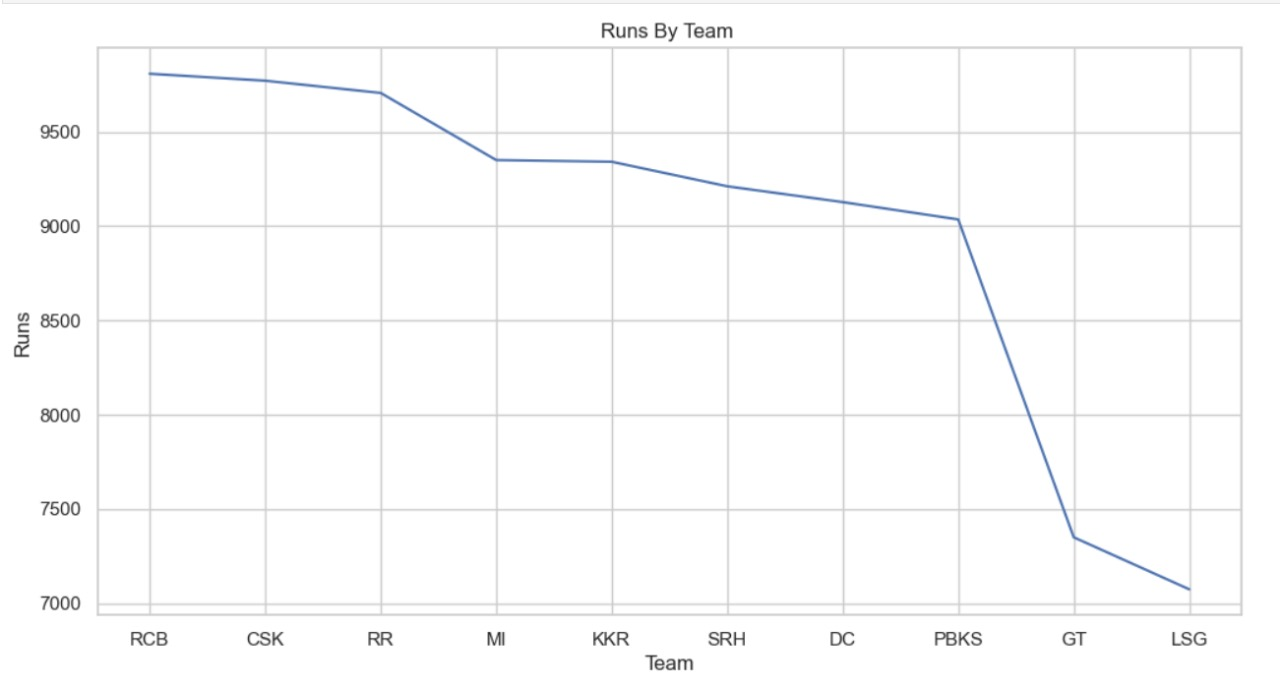 Runs By Team
9500
9000
8500
8000
7500
7000
Runs
RCB CSK RR MI KKR SRH DC PBKS GT LSG
Team